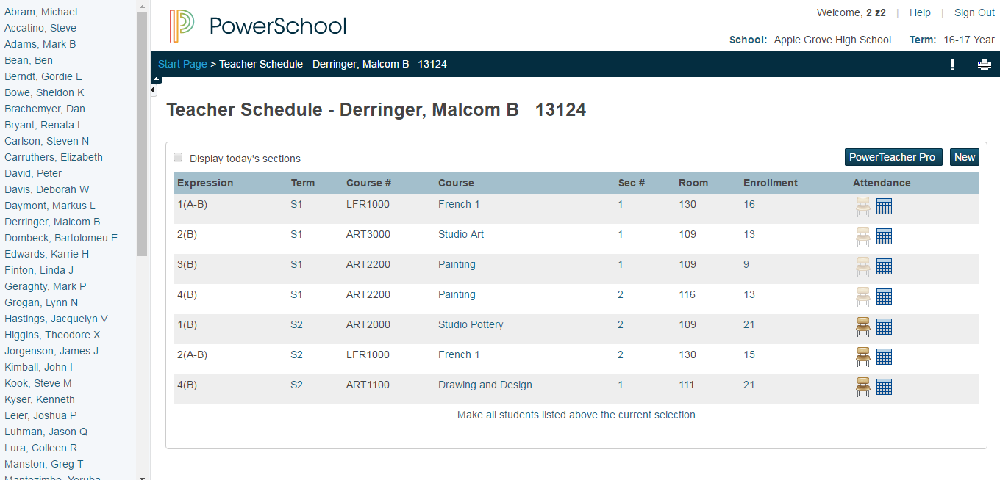 Abram, Michael
Accatino, Steve
Adams, Mark B
Bean, Ben
Berndt, Gordie E
Bowe, Sheldon K
Brachemyer, Dan
Bryant, Renata L
Carlson, Steven N
Carruthers, Elizabeth
David, Peter
Davis, Deborah W
Daymont, Markus L
Derringer, Malcom B
Dombeck, Bartolomeu E
Edwards, Karrie H
Finton, Linda J
Geraghty, Mark P
Grogan, Lynn N
Hastings, Jacquelyn V
Higgins, Theodore X
Jorgenson, James J
Kimball, John I
Kook, Steve M
Kyser, Kenneth
Leier, Joshua P
Luhman, Jason Q
Lura, Colleen R
Manston, Greg T
Mantezimbe, Yoruba
PowerSchool
Welcome, 2 z2 | Help | Sign Out
School: Apple Grove High School Term: 16-17 Year
Start Page > Teacher Schedule - Derringer, Malcom B 13124
Teacher Schedule - Derringer, Malcom B 13124
Display today's sections PowerTeacher Pro New
Expression Term Course # Course Sec # Room Enrollment Attendance
1(A-B) S1 LFR1000 French 1 1 130 16
2(B) S1 ART3000 Studio Art 1 109 13
3(B) S1 ART2200 Painting 1 109 9
4(B) S1 ART2200 Painting 2 116 13
1(B) S2 ART2000 Studio Pottery 2 109 21
2(A-B) S2 LFR1000 French 1 2 130 15
4(B) S2 ART1100 Drawing and Design 1 111 21
Make all students listed above the current selection